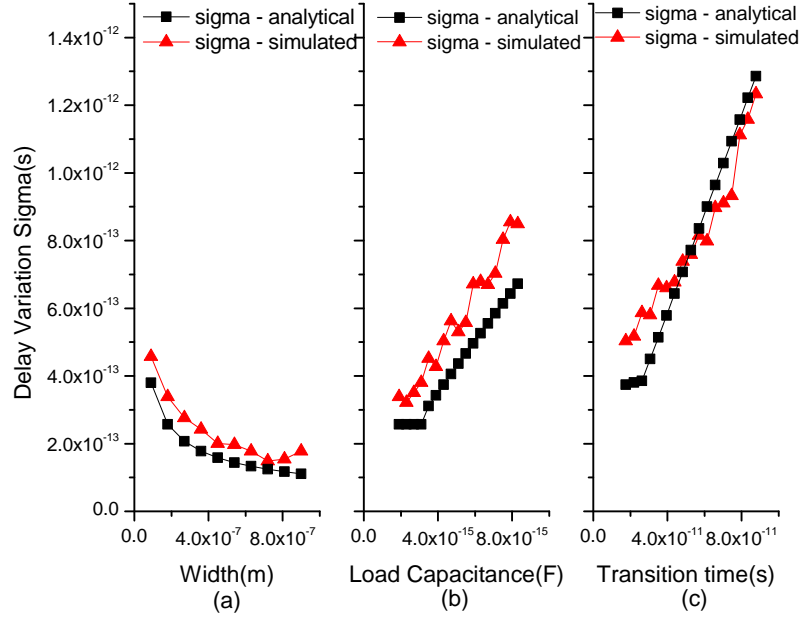 sigma - analytical
sigma - simulated
sigma - analytical
sigma - simulated
sigma - analytical
sigma - simulated
Delay Variation Sigma(s)
1.4x10-12
1.2x10-12
1.0x10-12
8.0x10-13
6.0x10-13
4.0x10-13
2.0x10-13
0.0
0.0 4.0x10-7 8.0x10-7
0.0 4.0x10-15 8.0x10-15
0.0 4.0x10-11 8.0x10-11
Width(m) Load Capacitance(F) Transition time(s)
(a) (b) (c)